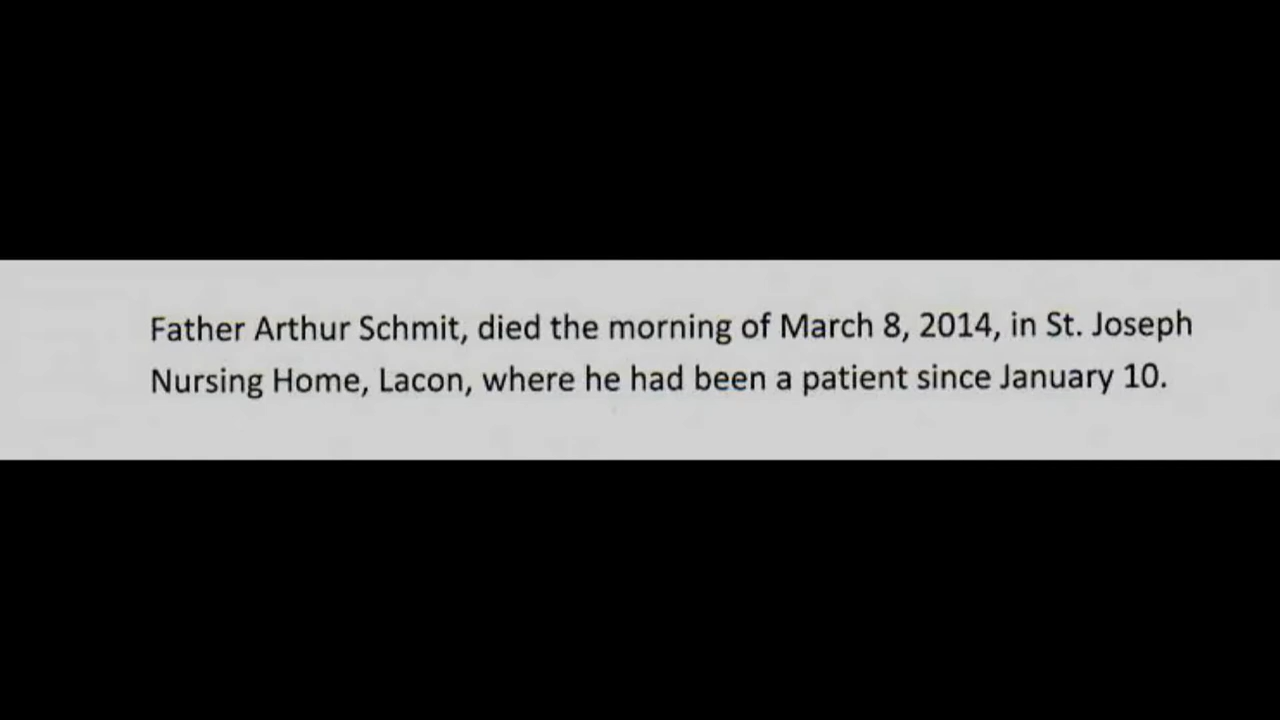 Father Arthur Schmit, died the morning of March 8, 2014, in St. Joseph
Nursing Home, Lacon, where he had been a patient since January 10.